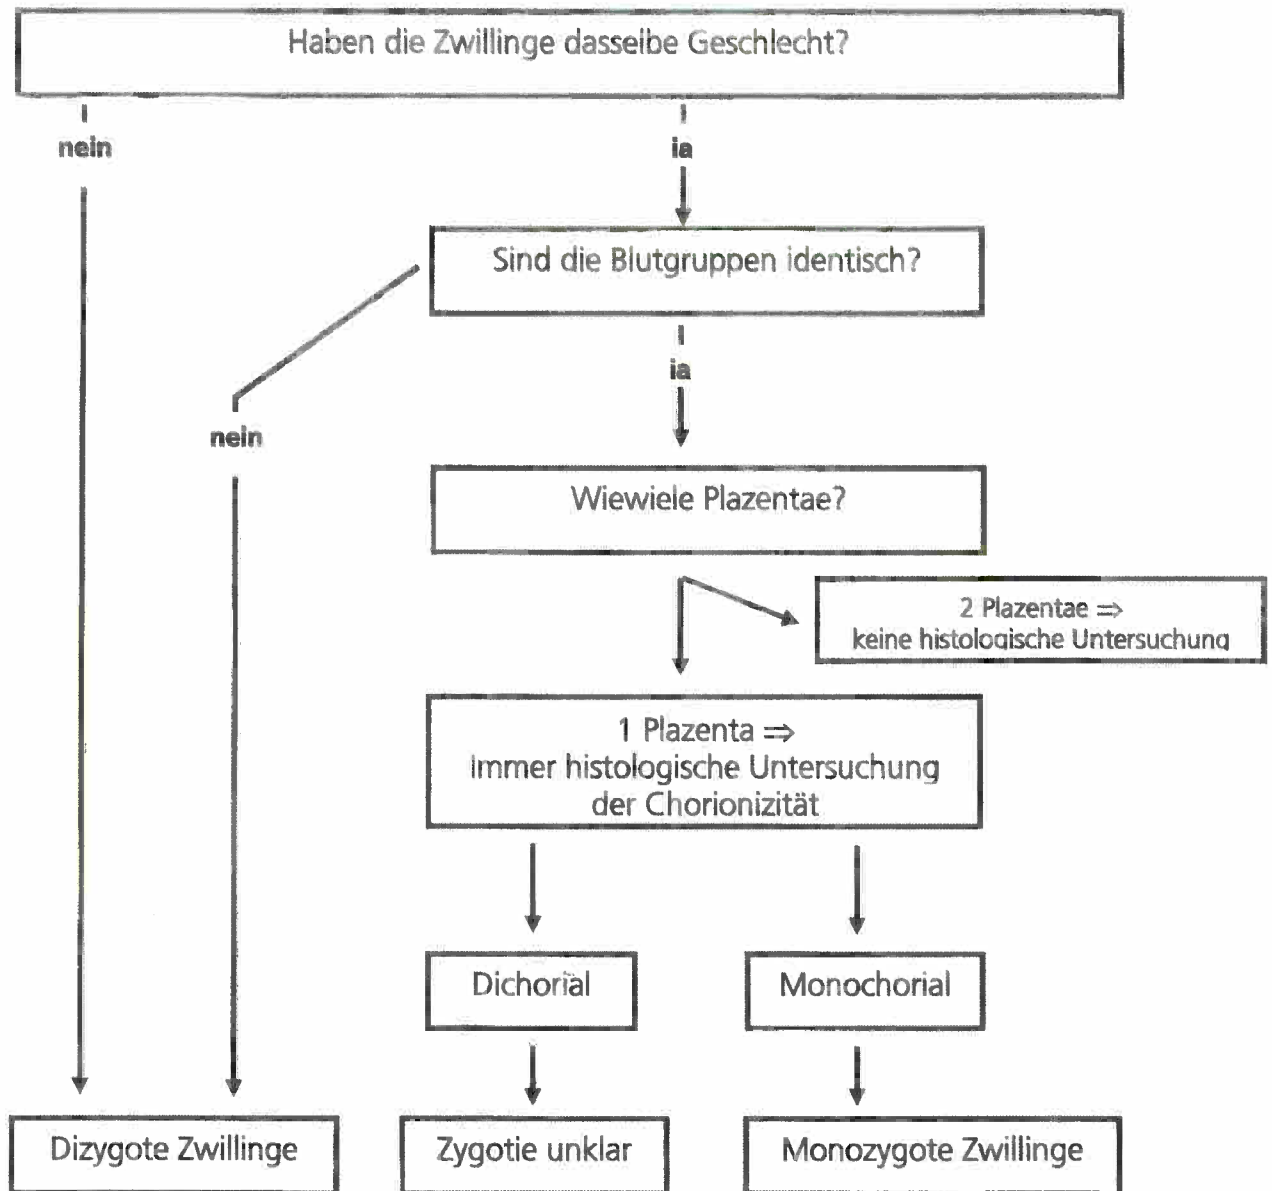 Haben die Zwillinge dasselbe Geschlecht?
nein
ja
Sind die Blutgruppen identisch?
ja
nein
Wiewiele Plazentae?
2 Plazentae ⇒
keine histologische Untersuchung
1 Plazenta ⇒
immer histologische Untersuchung
der Chorionizität
Dichorial
Monochorial
Dizygote Zwillinge
Zygotie unklar
Monozygote Zwillinge